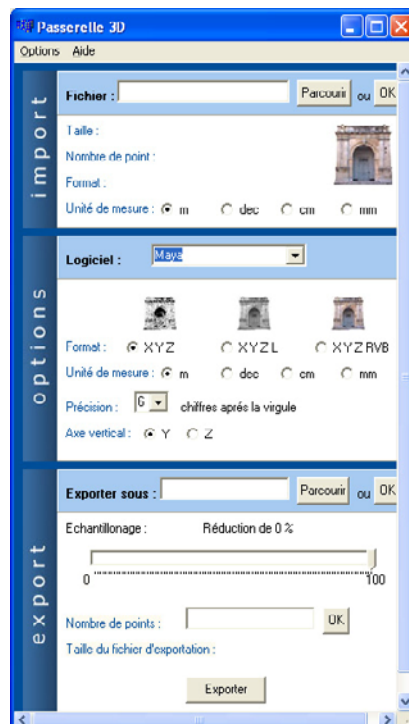 Passerelle 3D
Options Aide
import
Fichier : Parcourir ou OK
Taille :
Nombre de point :
Format :
Unité de mesure : m dec cm mm
options
Logiciel : Maya
Format : XYZ XYZL XYZRVB
Unité de mesure : m dec cm mm
Précision : 6 chiffres aprés la virgule
Axe vertical : Y Z
export
Exporter sous : Parcourir ou OK
Echantillonage : Réduction de 0 %
0 100
Nombre de points : OK
Taille du fichier d'exportation :
Exporter